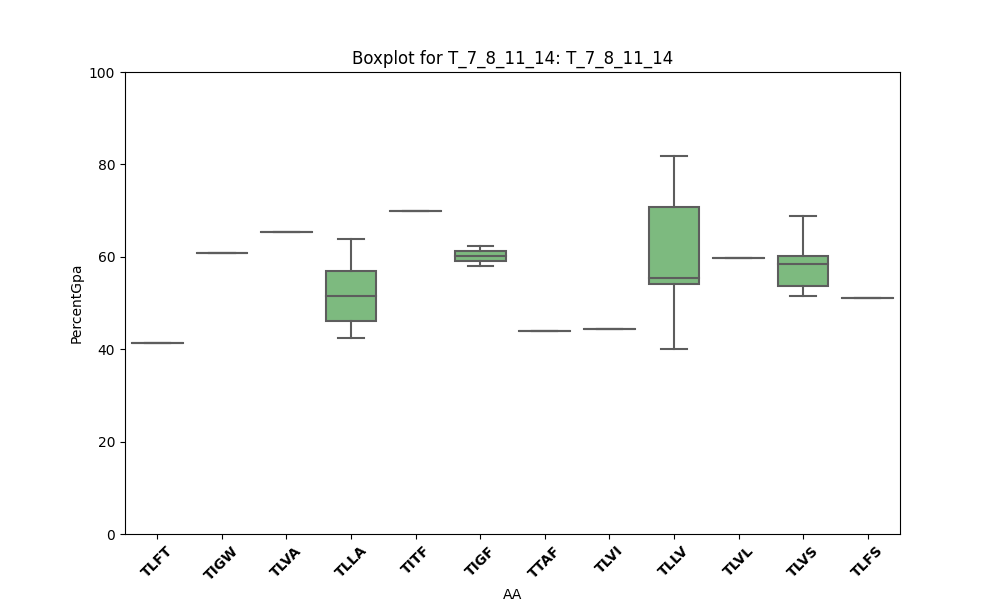 Boxplot for T_7_8_11_14: T_7_8_11_14
100
80
60
40
20
0
PercentGpa
TLFT TIGW TLVA TLLA TITF TIGF TTAF TLVI TLLV TLVL TLVS TLFS
AA